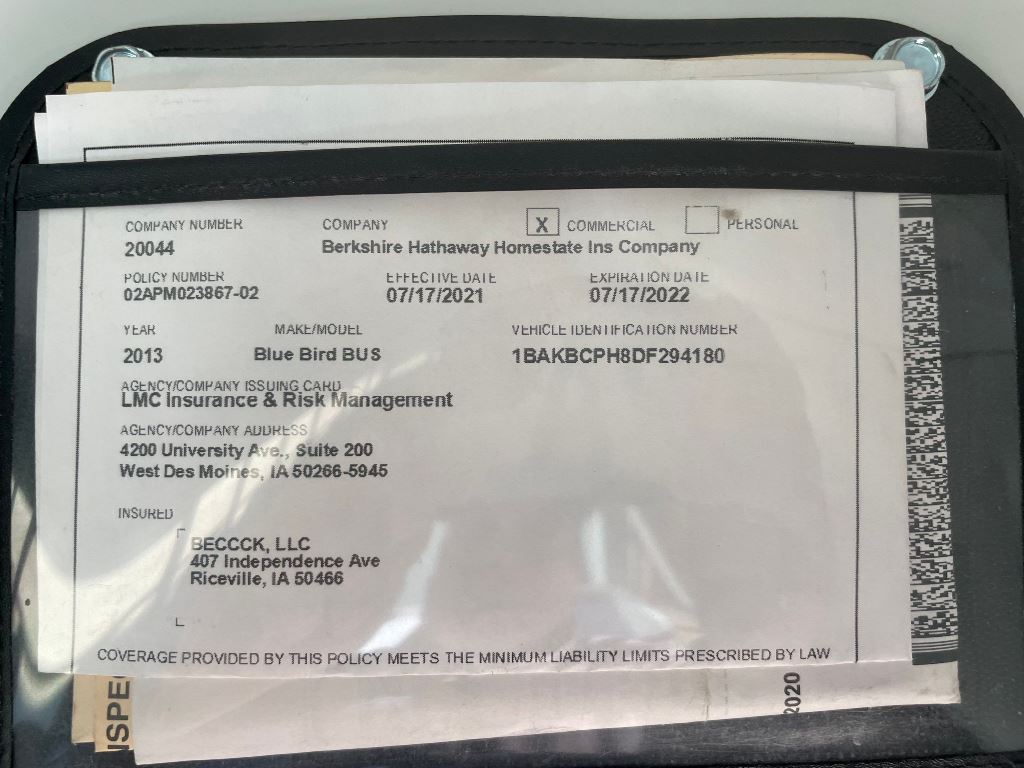 COMPANY NUMBER COMPANY X COMMERCIAL PERSONAL
20044 Berkshire Hathaway Homestate Ins Company
POLICY NUMBER EFFECTIVE DATE EXPIRATION DATE
02APM023867-02 07/17/2021 07/17/2022
YEAR MAKE/MODEL VEHICLE IDENTIFICATION NUMBER
2013 Blue Bird BUS 1BAKBCPH8DF294180
AGENCY/COMPANY ISSUING CARD
LMC Insurance & Risk Management
AGENCY/COMPANY ADDRESS
4200 University Ave., Suite 200
West Des Moines, IA 50266-5945
INSURED
BECCCK, LLC
407 Independence Ave
Riceville, IA 50466
COVERAGE PROVIDED BY THIS POLICY MEETS THE MINIMUM LIABILITY LIMITS PRESCRIBED BY LAW
2020